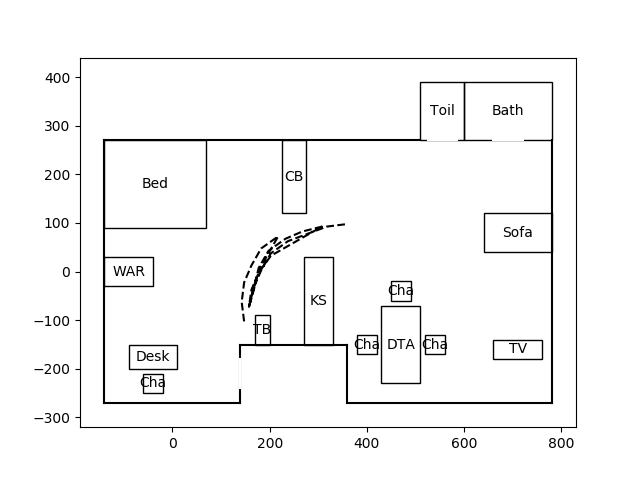 400
300
200
100
0
−100
−200
−300
0
200
400
600
800
Toil
Bath
Bed
CB
Sofa
WAR
Cha
KS
TB
Cha
DTA
Cha
TV
Desk
Cha